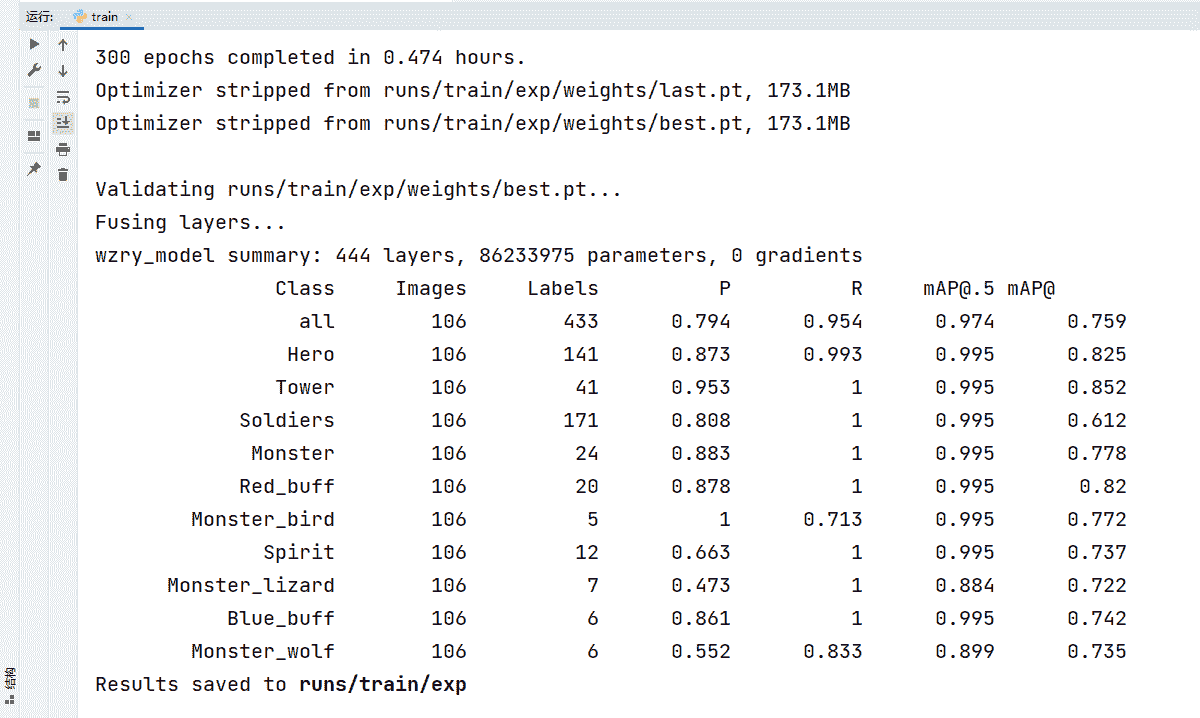 运行: train
300 epochs completed in 0.474 hours.
Optimizer stripped from runs/train/exp/weights/last.pt, 173.1MB
Optimizer stripped from runs/train/exp/weights/best.pt, 173.1MB
Validating runs/train/exp/weights/best.pt...
Fusing layers...
wzry_model summary: 444 layers, 86233975 parameters, 0 gradients
Class Images Labels P R mAP@.5 mAP@
all 106 433 0.794 0.954 0.974 0.759
Hero 106 141 0.873 0.993 0.995 0.825
Tower 106 41 0.953 1 0.995 0.852
Soldiers 106 171 0.808 1 0.995 0.612
Monster 106 24 0.883 1 0.995 0.778
Red_buff 106 20 0.878 1 0.995 0.82
Monster_bird 106 5 1 0.713 0.995 0.772
Spirit 106 12 0.663 1 0.995 0.737
Monster_lizard 106 7 0.473 1 0.884 0.722
Blue_buff 106 6 0.861 1 0.995 0.742
Monster_wolf 106 6 0.552 0.833 0.899 0.735
Results saved to runs/train/exp
结构